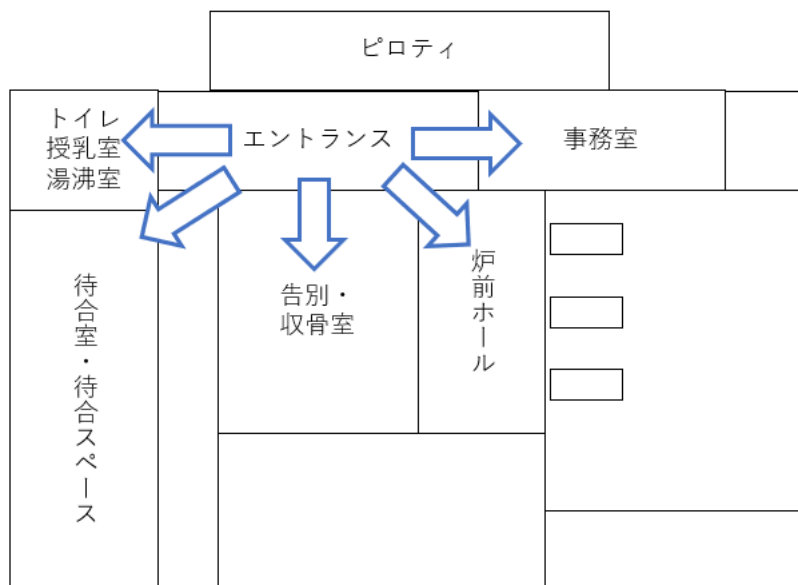 ピロティ
トイレ
授乳室
湯沸室
エントランス
事務室
告別・
収骨室
炉前ホール
待合室・待合スペース